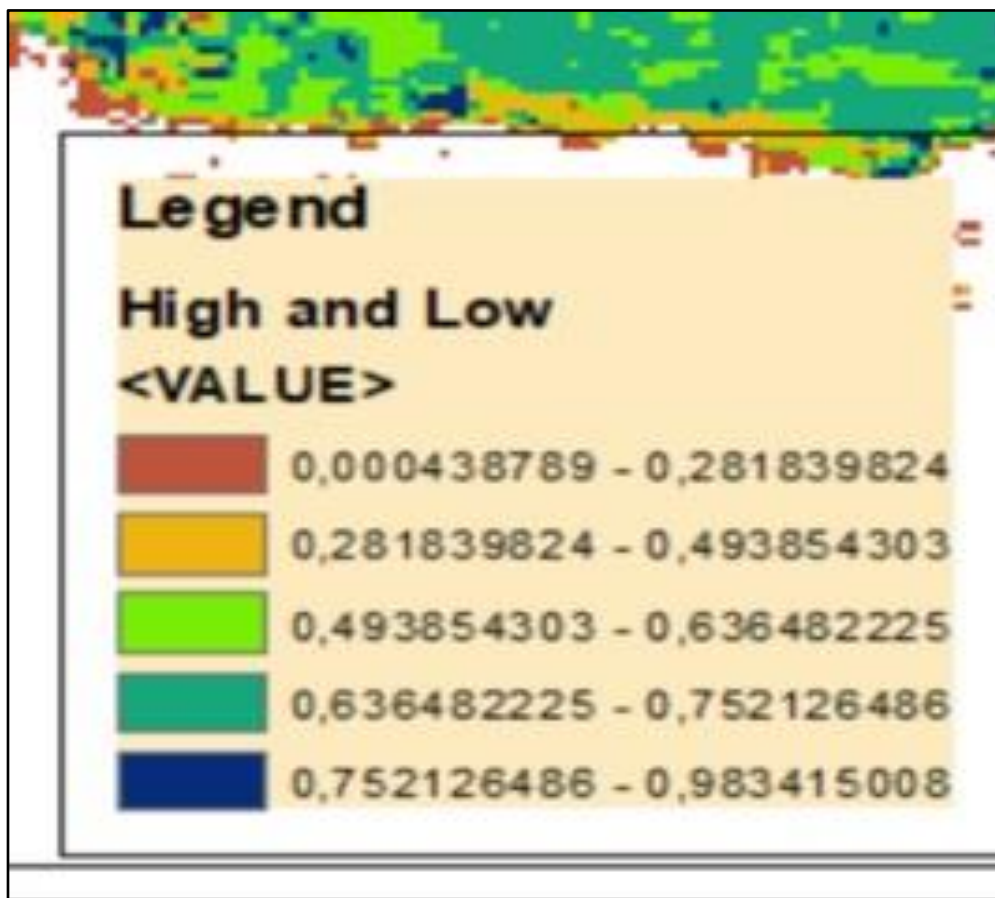 Legend
High and Low
<VALUE>
0,000438789 - 0,281839824
0,281839824 - 0,493854303
0,493854303 - 0,636482225
0,636482225 - 0,752126486
0,752126486 - 0,983415008